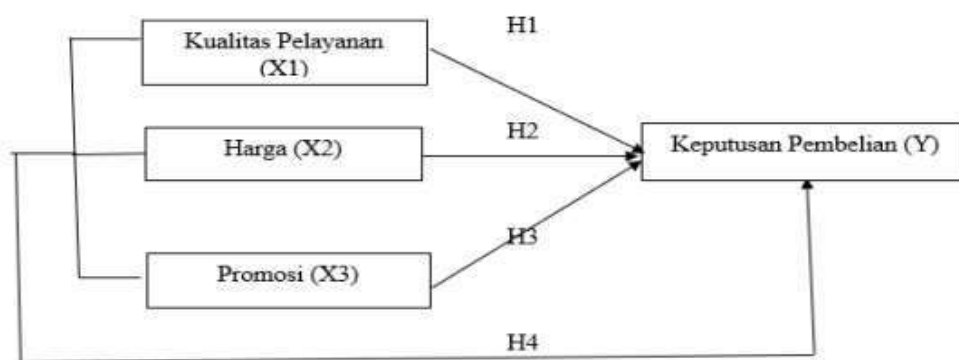 H1
Kualitas Pelayanan
(X1)
H2
Harga (X2)
Keputusan Pembelian (Y)
H3
Promosi (X3)
H4